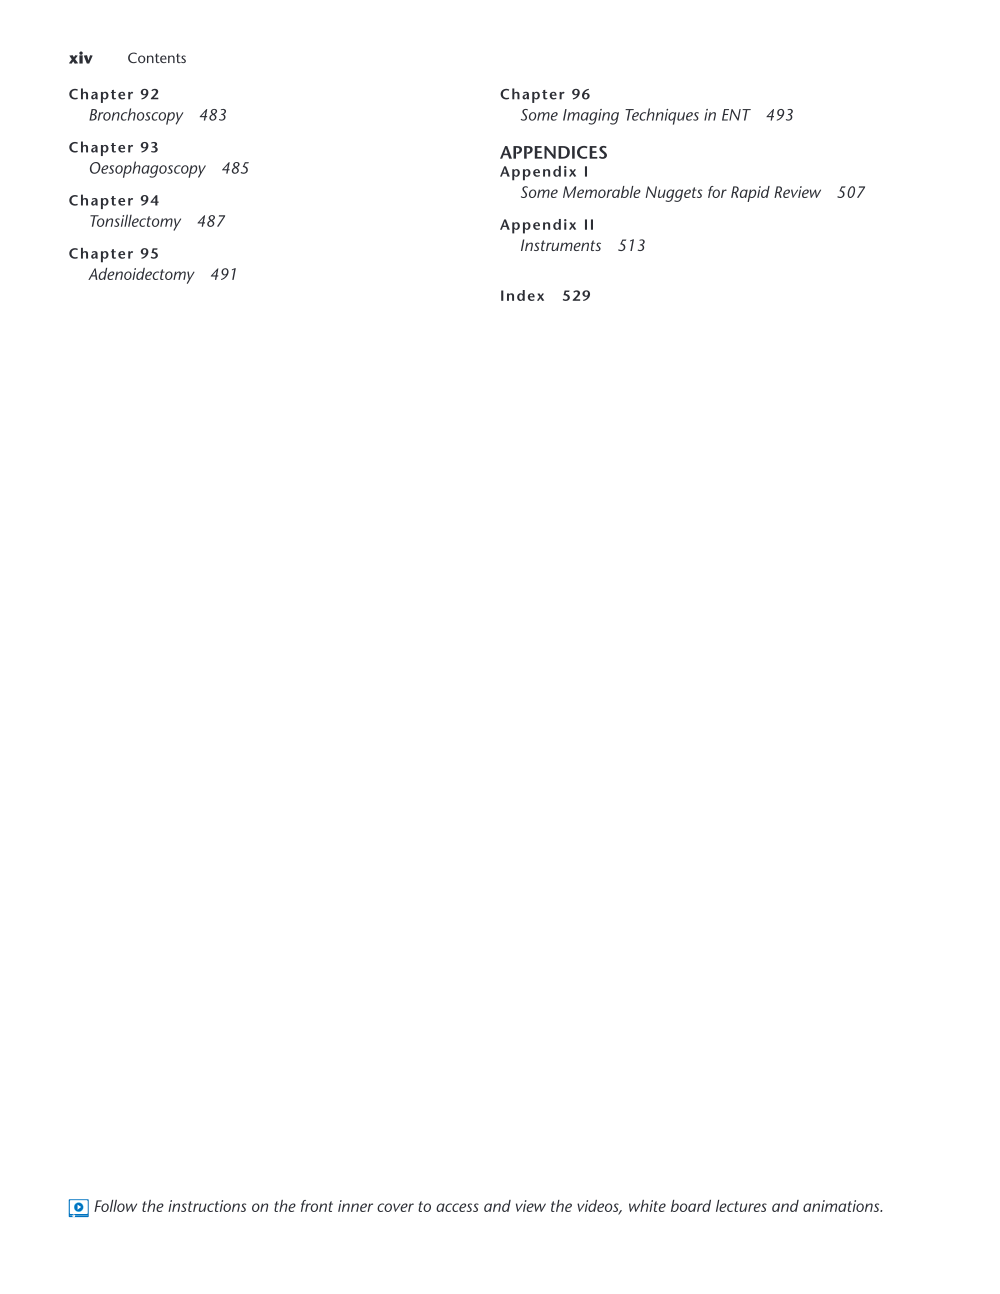 xiv Contents
Chapter 92
Bronchoscopy 483
Chapter 93
Oesophagoscopy 485
Chapter 94
Tonsillectomy 487
Chapter 95
Adenoidectomy 491
Chapter 96
Some Imaging Techniques in ENT 493
APPENDICES
Appendix I
Some Memorable Nuggets for Rapid Review 507
Appendix II
Instruments 513
Index 529
Follow the instructions on the front inner cover to access and view the videos, white board lectures and animations.